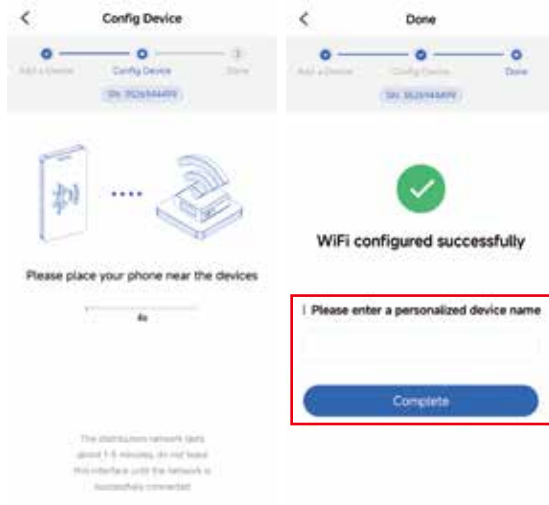 Config Device
Add a Device
Config Device
Done
Please place your phone near the devices
The distribution network lasts
about 1-5 minutes, do not leave
this interface until the network is
successfully connected
Done
Add a Device
Config Device
Done
WiFi configured successfully
Please enter a personalized device name
Complete